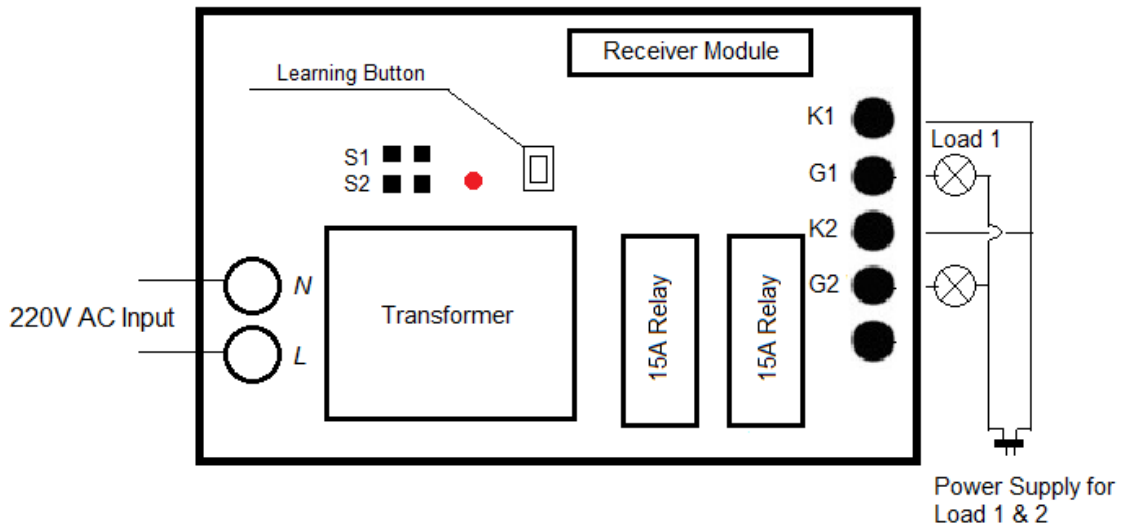 Receiver Module
Learning Button
K1
Load 1
S1
G1
S2
K2
N
G2
220V AC Input
Transformer
15A Relay
15A Relay
L
Power Supply for
Load 1 & 2